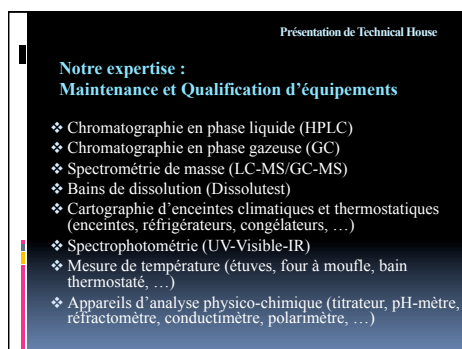 Présentation de Technical House
Notre expertise :
Maintenance et Qualification d'équipements
❖ Chromatographie en phase liquide (HPLC)
❖ Chromatographie en phase gazeuse (GC)
❖ Spectrométrie de masse (LC-MS/GC-MS)
❖ Bains de dissolution (Dissolutest)
❖ Cartographie d'enceintes climatiques et thermostatiques
(enceintes, réfrigérateurs, congélateurs, …)
❖ Spectrophotométrie (UV-Visible-IR)
❖ Mesure de température (étuves, four à moufle, bain
thermostaté, …)
❖ Appareils d'analyse physico-chimique (titrateur, pH-mètre,
réfractomètre, conductimètre, polarimètre, …)